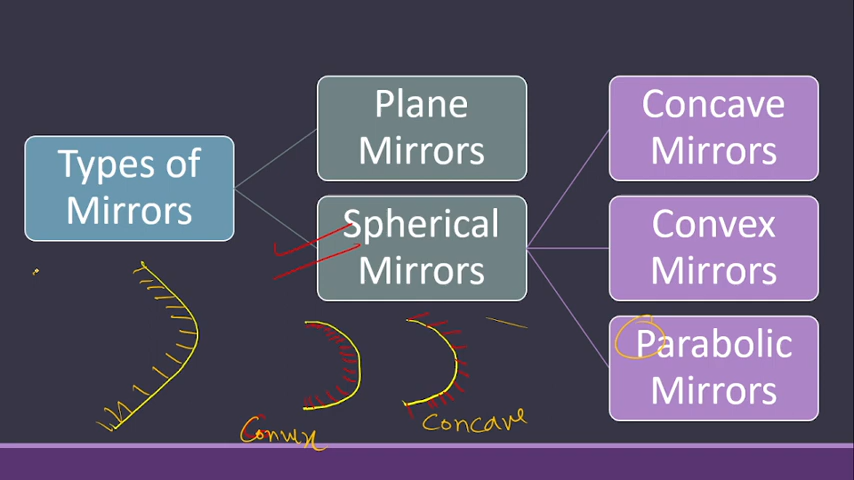 Types of
Mirrors
Plane
Mirrors
Spherical
Mirrors
Concave
Mirrors
Convex
Mirrors
Parabolic
Mirrors
Convex
Concave